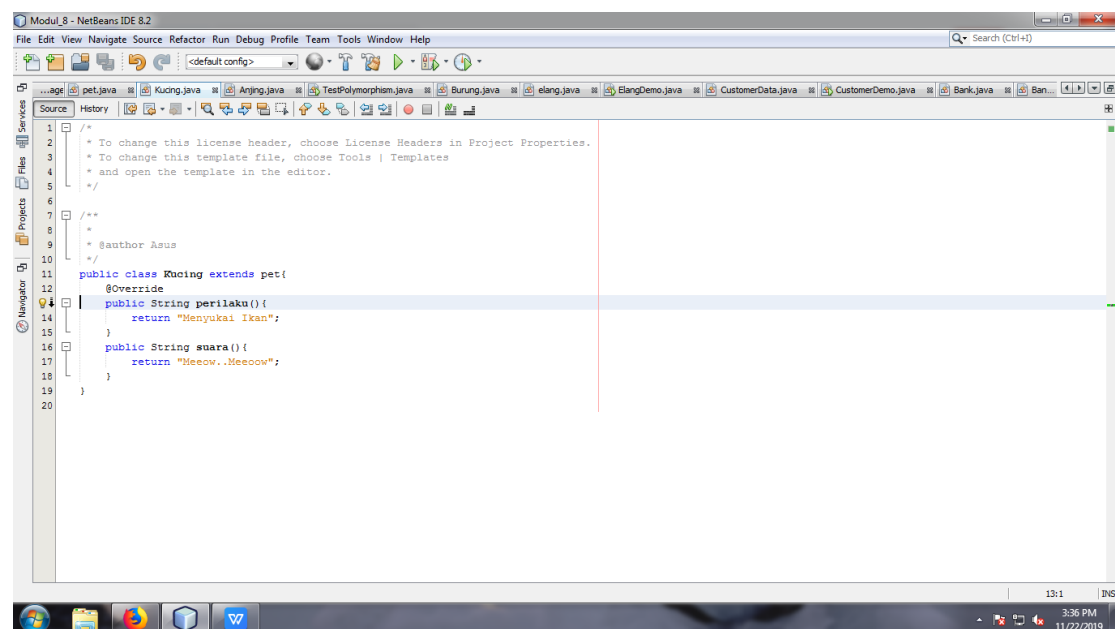 Modul_8 - NetBeans IDE 8.2
File Edit View Navigate Source Refactor Run Debug Profile Team Tools Window Help
Search (Ctrl+I)
<default config>
...age pet.java Kucing.java Anjing.java TestPolymorphism.java Burung.java elang.java ElangDemo.java CustomerData.java CustomerDemo.java Bank.java Ban...
Source History
Services
Files
Projects
Navigator
1 /*
2 * To change this license header, choose License Headers in Project Properties.
3 * To change this template file, choose Tools | Templates
4 * and open the template in the editor.
5 */
6
7 /**
8 *
9 * @author Asus
10 */
11 public class Kucing extends pet{
12 @Override
public String perilaku(){
14 return "Menyukai Ikan";
15 }
16 public String suara(){
17 return "Meeow..Meeoow";
18 }
19 }
20
13:1 INS
3:36 PM
11/22/2019